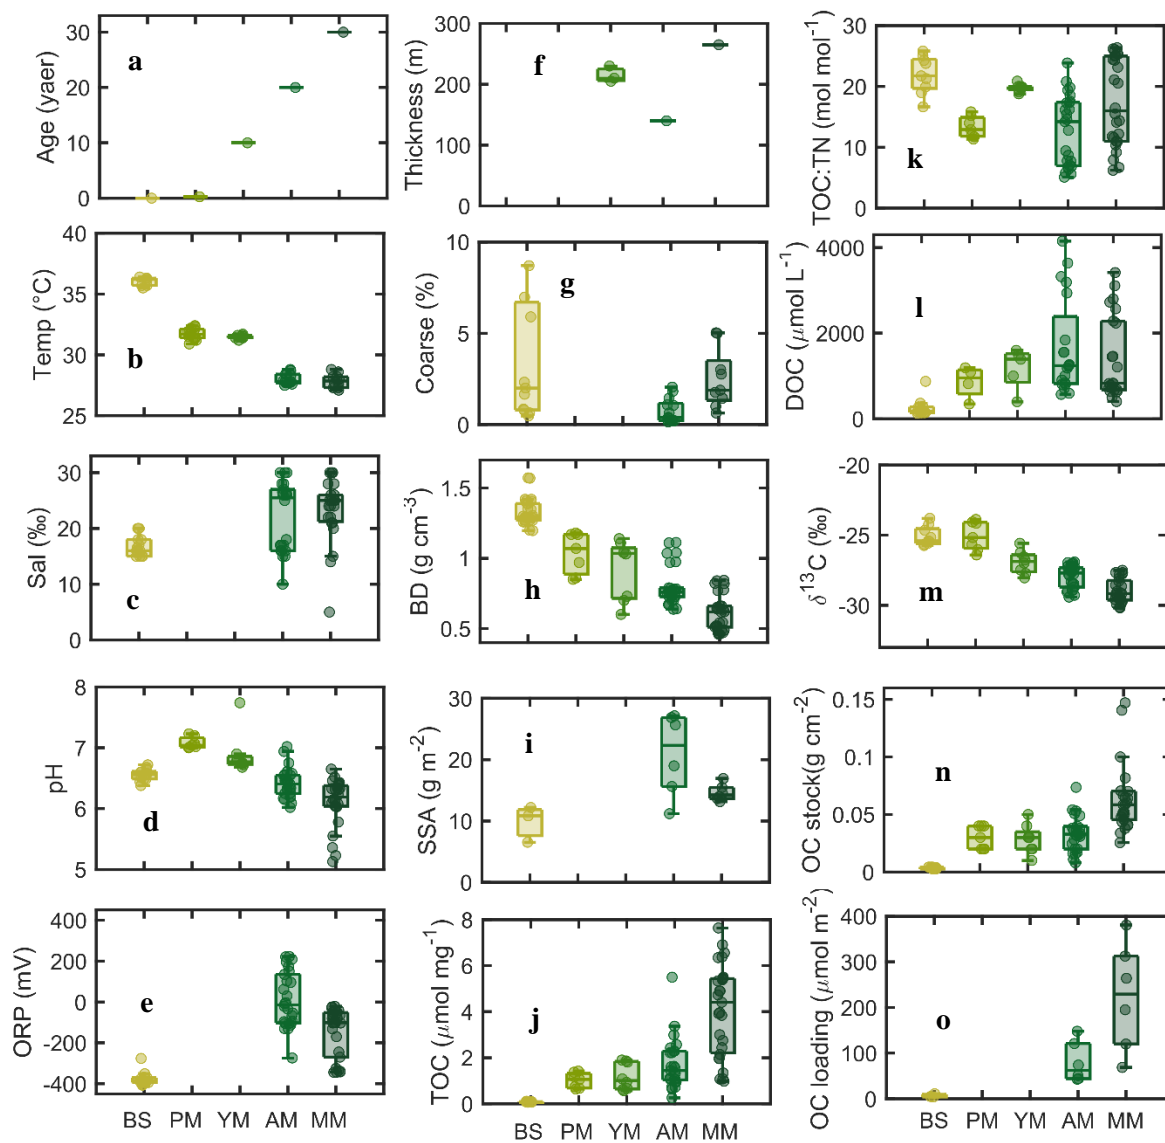 a
Age (yaer)
30
20
10
0
f
Thickness (m)
300
200
100
0
k
TOC:TN (mol mol-1)
30
20
10
0
b
Temp (°C)
40
35
30
25
g
Coarse (%)
10
5
0
l
DOC (μmol L-1)
4000
2000
0
c
Sal (‰)
30
20
10
0
h
BD (g cm-3)
1.5
1
0.5
m
δ13C (‰)
-20
-25
-30
d
pH
7
6
5
i
SSA (g m-2)
30
20
10
0
n
OC stock(g cm-2)
0.15
0.1
0.05
0
e
ORP (mV)
400
200
0
-200
-400
BS PM YM AM MM
j
TOC (μmol mg-1)
8
6
4
2
0
BS PM YM AM MM
o
OC loading (μmol m-2)
400
300
200
100
0
BS PM YM AM MM